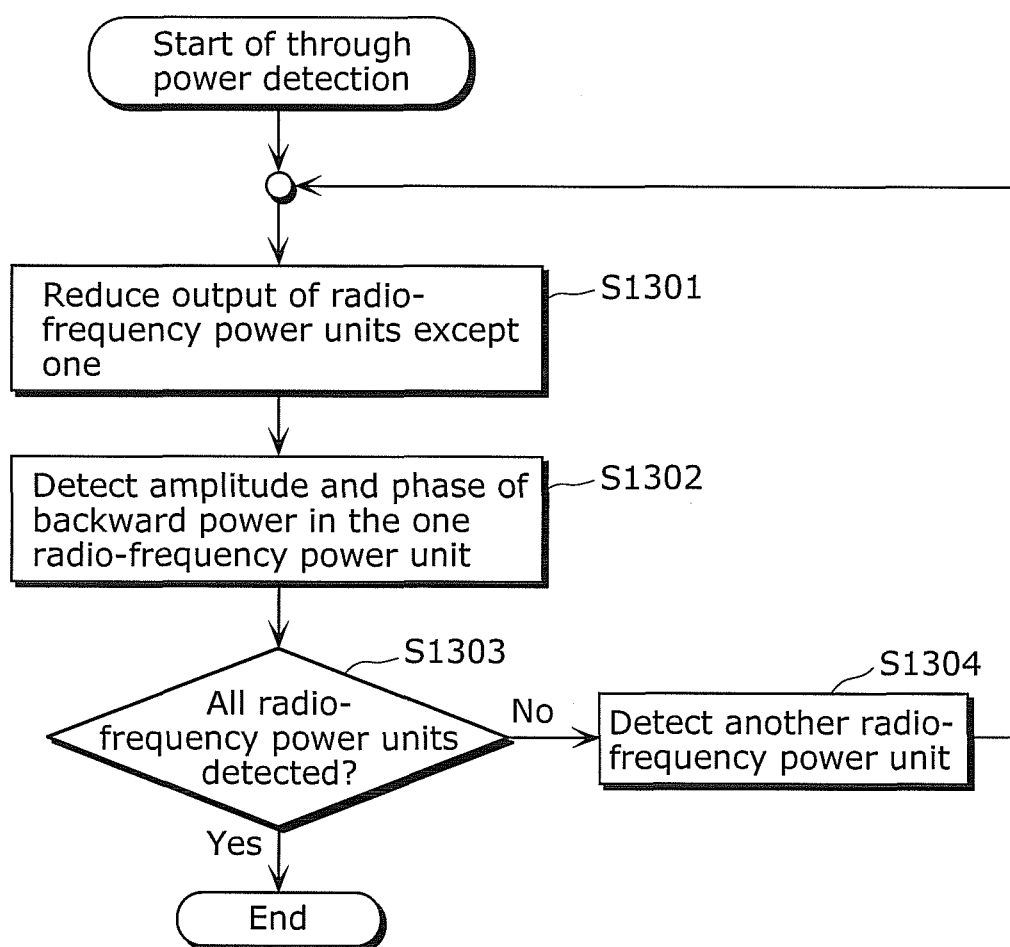 Start of through
power detection
Reduce output of radio-
frequency power units except
one
S1301
Detect amplitude and phase of
backward power in the one
radio-frequency power unit
S1302
S1303
All radio-
frequency power units
detected?
No
S1304
Detect another radio-
frequency power unit
Yes
End